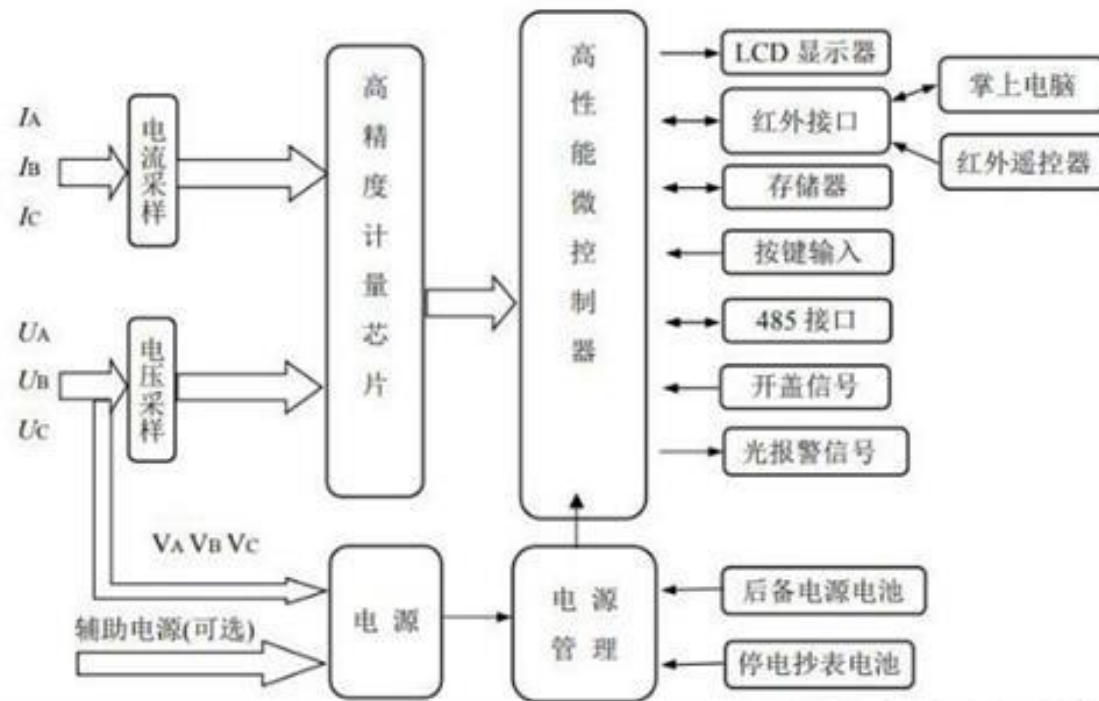 IA
IB
IC
电流采样
UA
UB
UC
电压采样
高精度计量芯片
高性能微控制器
LCD 显示器
红外接口
掌上电脑
红外遥控器
存储器
按键输入
485 接口
开盖信号
光报警信号
VA VB VC
辅助电源(可选)
电 源
电 源
管 理
后备电源电池
停电抄表电池